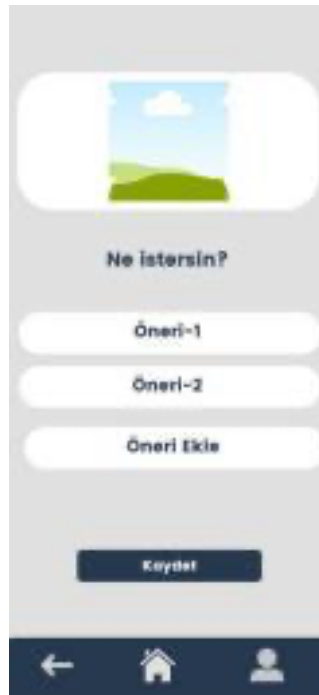 Ne istersin?
Öneri-1
Öneri-2
Öneri Ekle
Kaydet